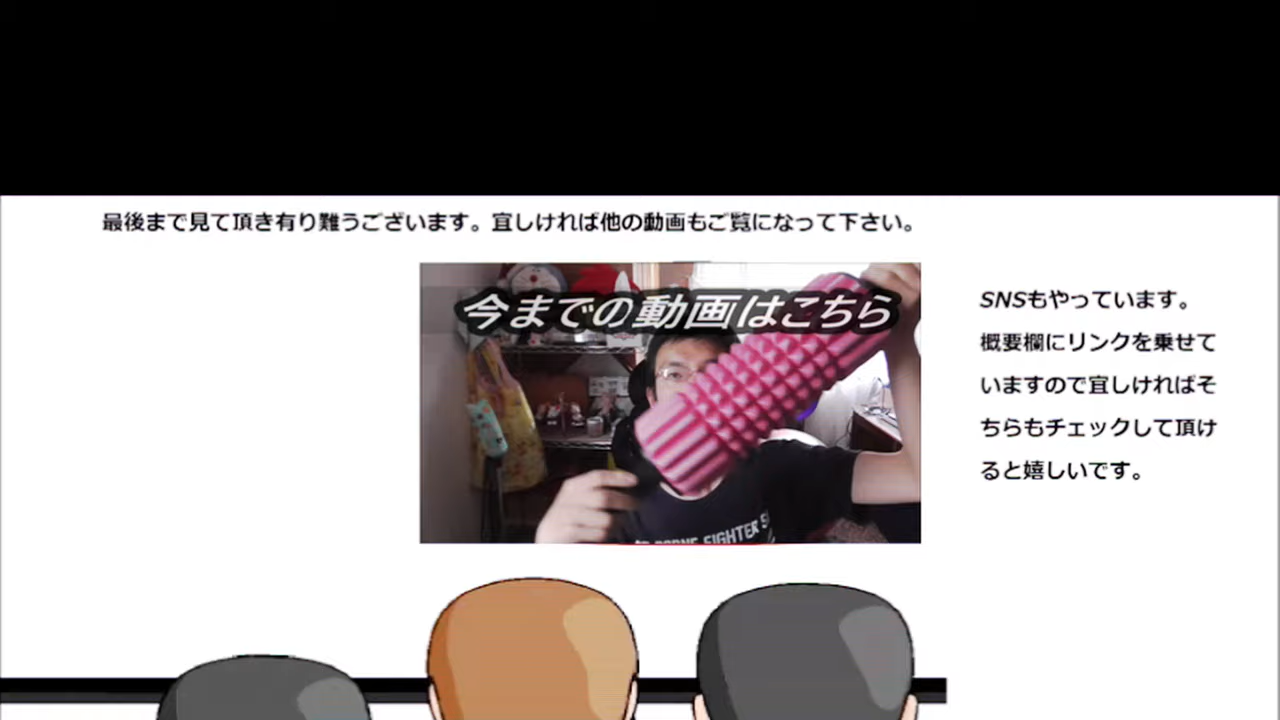 最後まで見て頂き有り難うございます。宜しければ他の動画もご覧になって下さい。
今までの動画はこちら
SNSもやっています。
概要欄にリンクを乗せて
いますので宜しければそ
ちらもチェックして頂け
ると嬉しいです。
FIGHTER